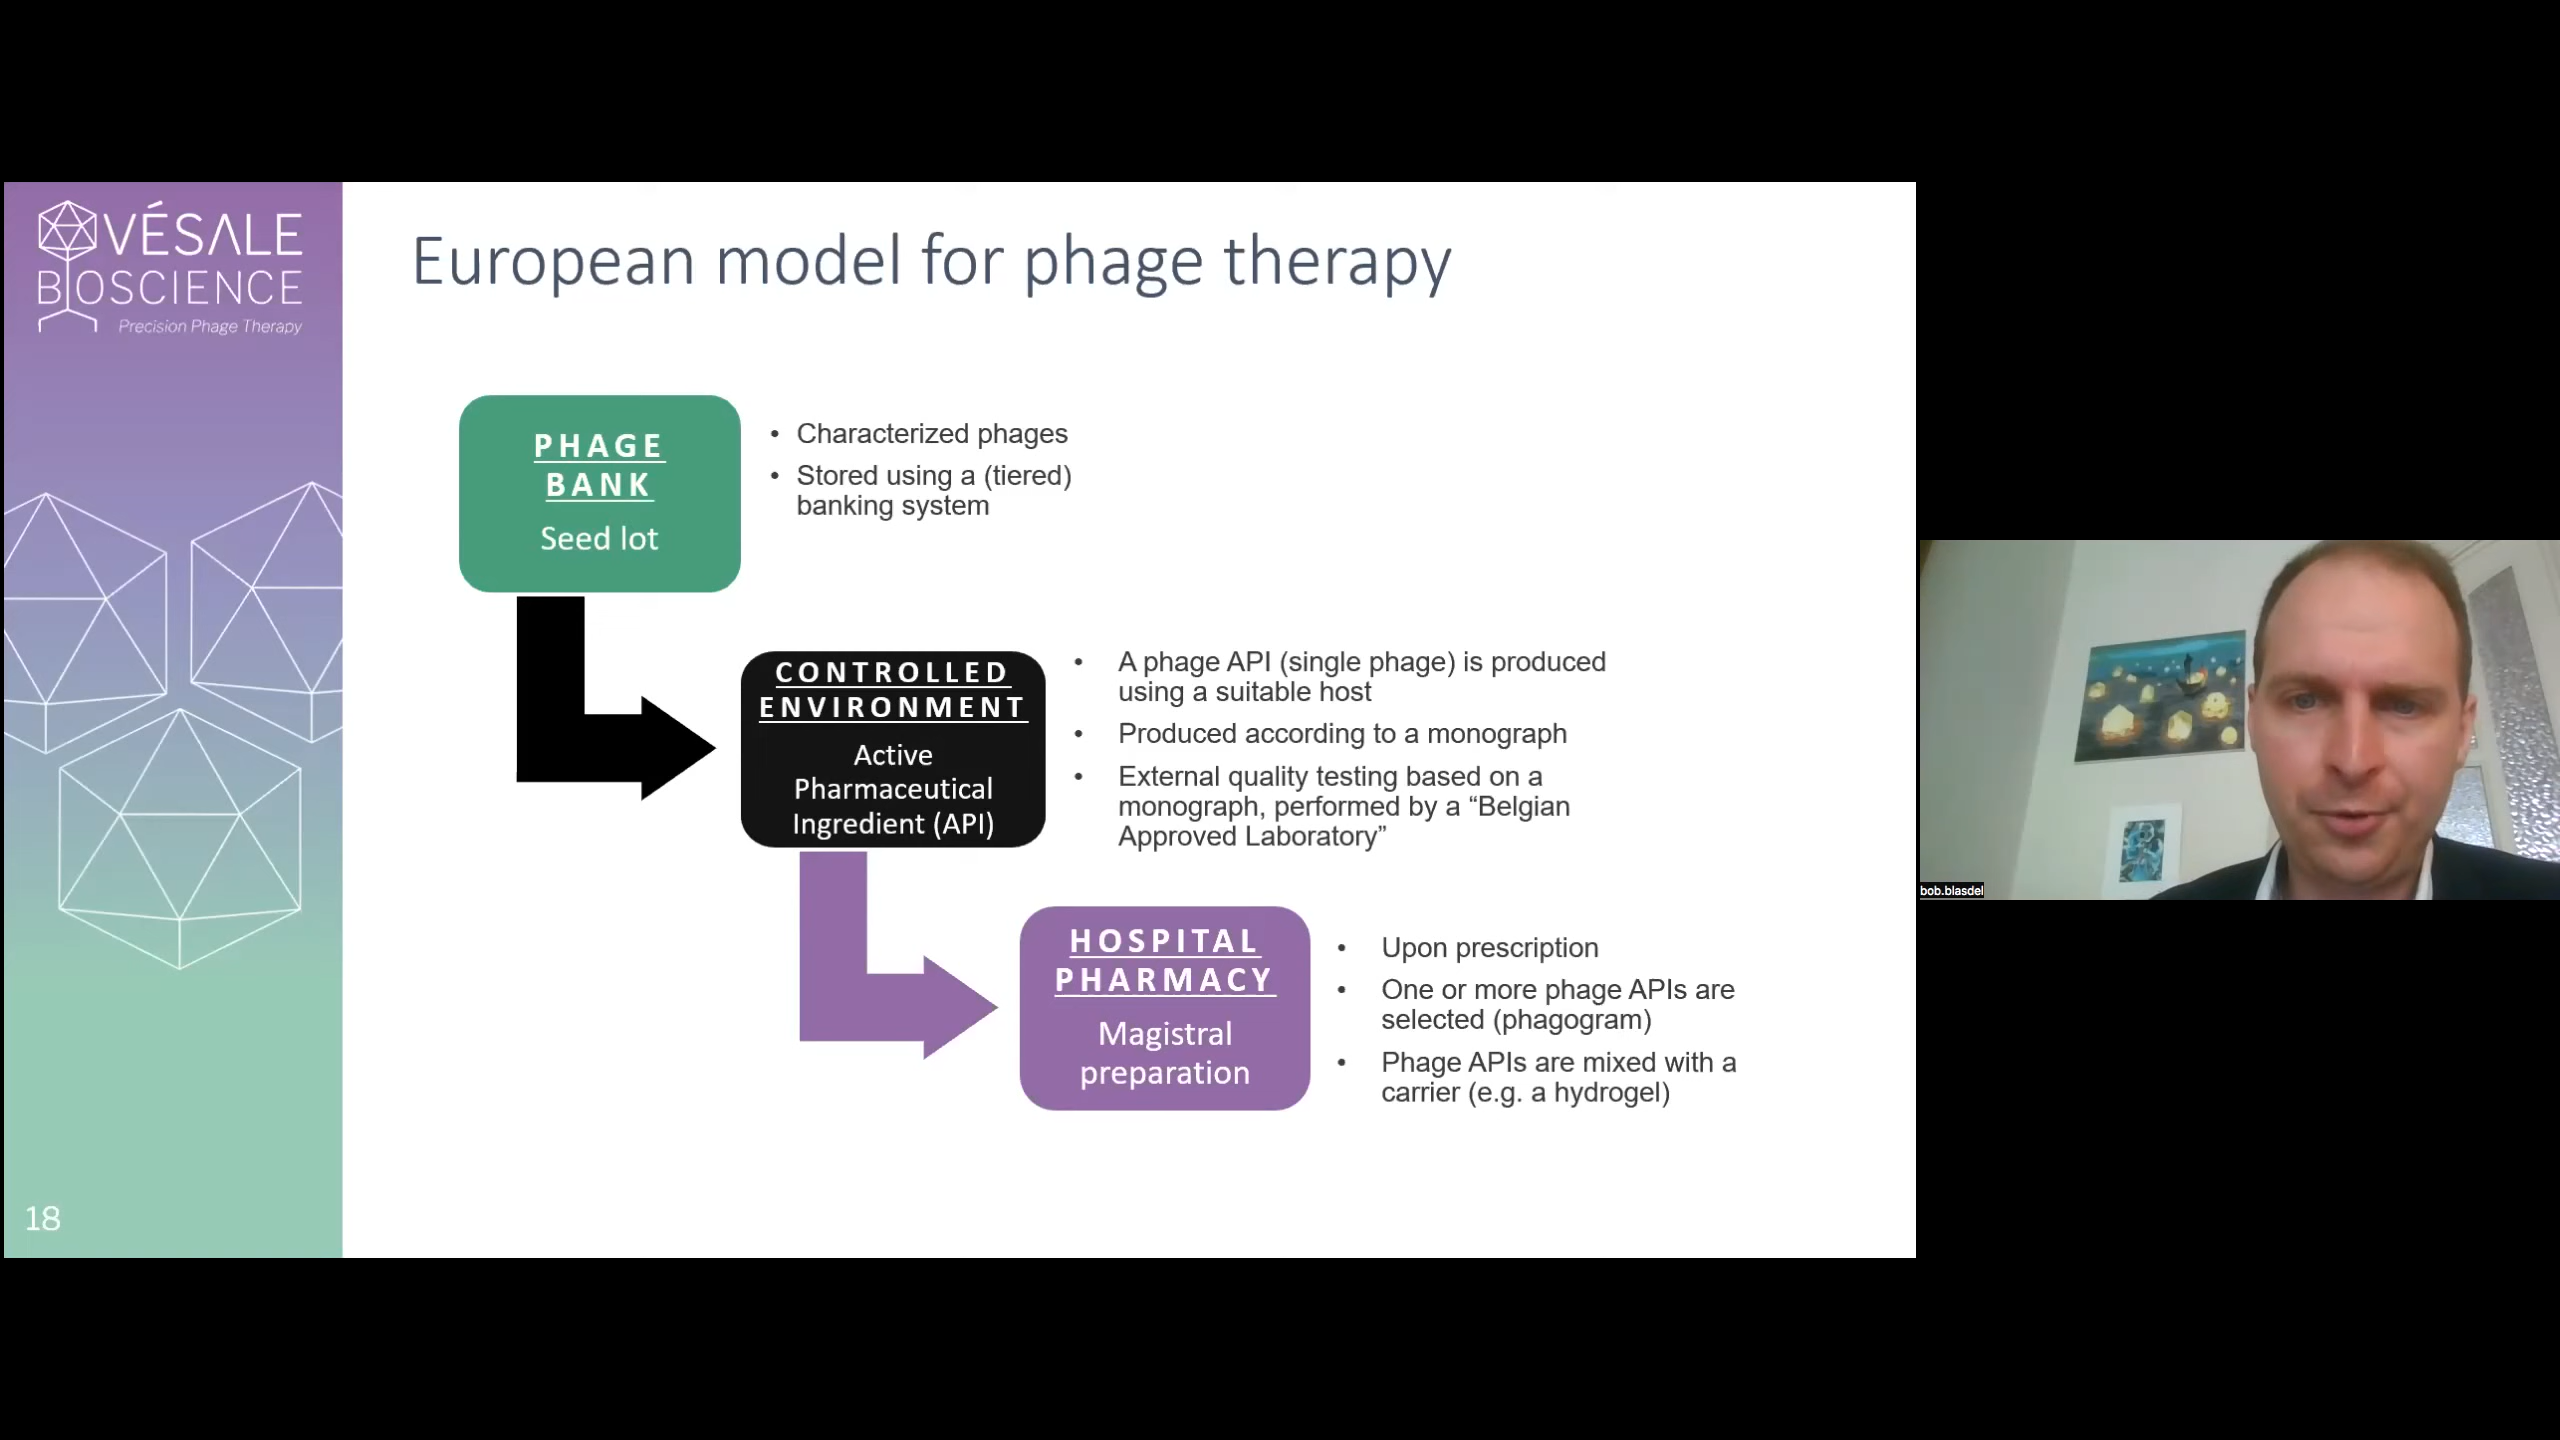 VÉSALE
BIOSCIENCE
Precision Phage Therapy
European model for phage therapy
PHAGE
BANK
Seed lot
• Characterized phages
• Stored using a (tiered)
banking system
CONTROLLED
ENVIRONMENT
Active
Pharmaceutical
Ingredient (API)
• A phage API (single phage) is produced
using a suitable host
• Produced according to a monograph
• External quality testing based on a
monograph, performed by a “Belgian
Approved Laboratory”
HOSPITAL
PHARMACY
Magistral
preparation
• Upon prescription
• One or more phage APIs are
selected (phagogram)
• Phage APIs are mixed with a
carrier (e.g. a hydrogel)
18
bob.blasdel